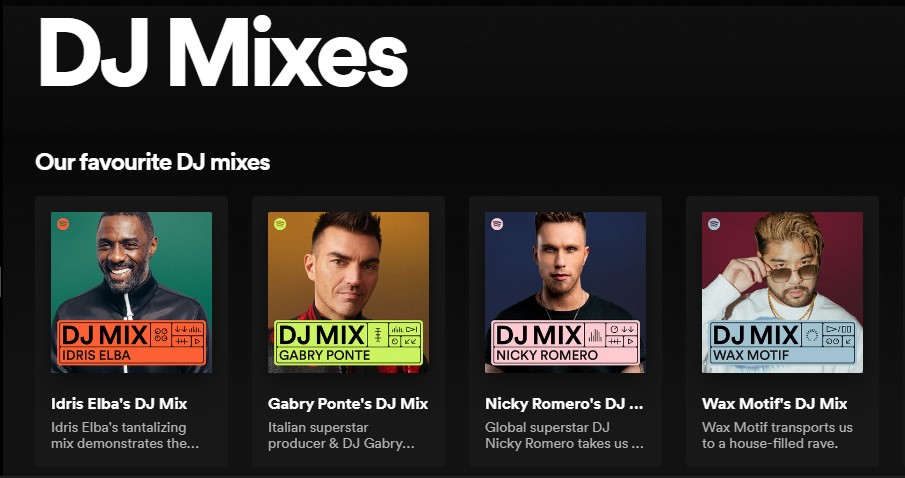 DJ Mixes
Our favourite DJ mixes
DJ MIX
IDRIS ELBA
Idris Elba's DJ Mix
Idris Elba's tantalizing
mix demonstrates the...
DJ MIX
GABRY PONTE
Gabry Ponte's DJ Mix
Italian superstar
producer & DJ Gabry...
DJ MIX
NICKY ROMERO
Nicky Romero's DJ ...
Global superstar DJ
Nicky Romero takes us ...
DJ MIX
WAX MOTIF
Wax Motif's DJ Mix
Wax Motif transports us
to a house-filled rave.